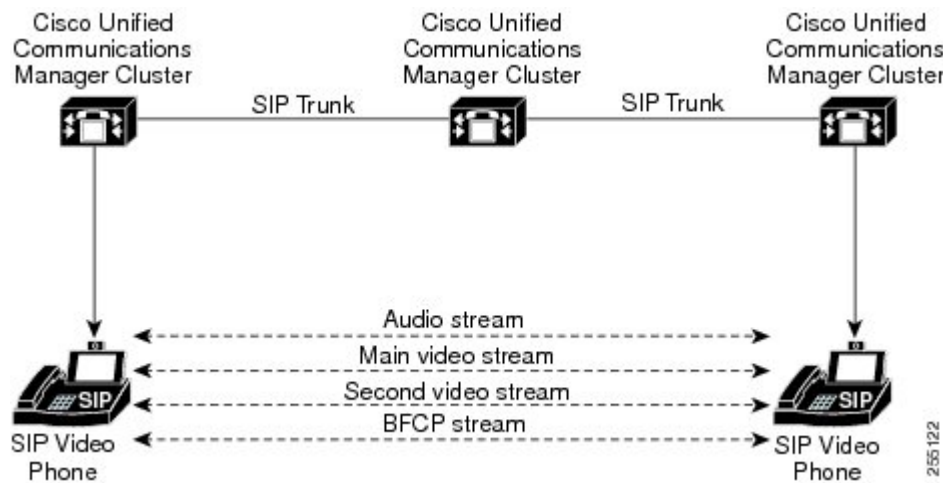 Cisco Unified
Communications
Manager Cluster
Cisco Unified
Communications
Manager Cluster
Cisco Unified
Communications
Manager Cluster
SIP Trunk
SIP Trunk
Audio stream
Main video stream
Second video stream
BFCP stream
SIP
SIP Video
Phone
SIP
SIP Video
Phone
255122